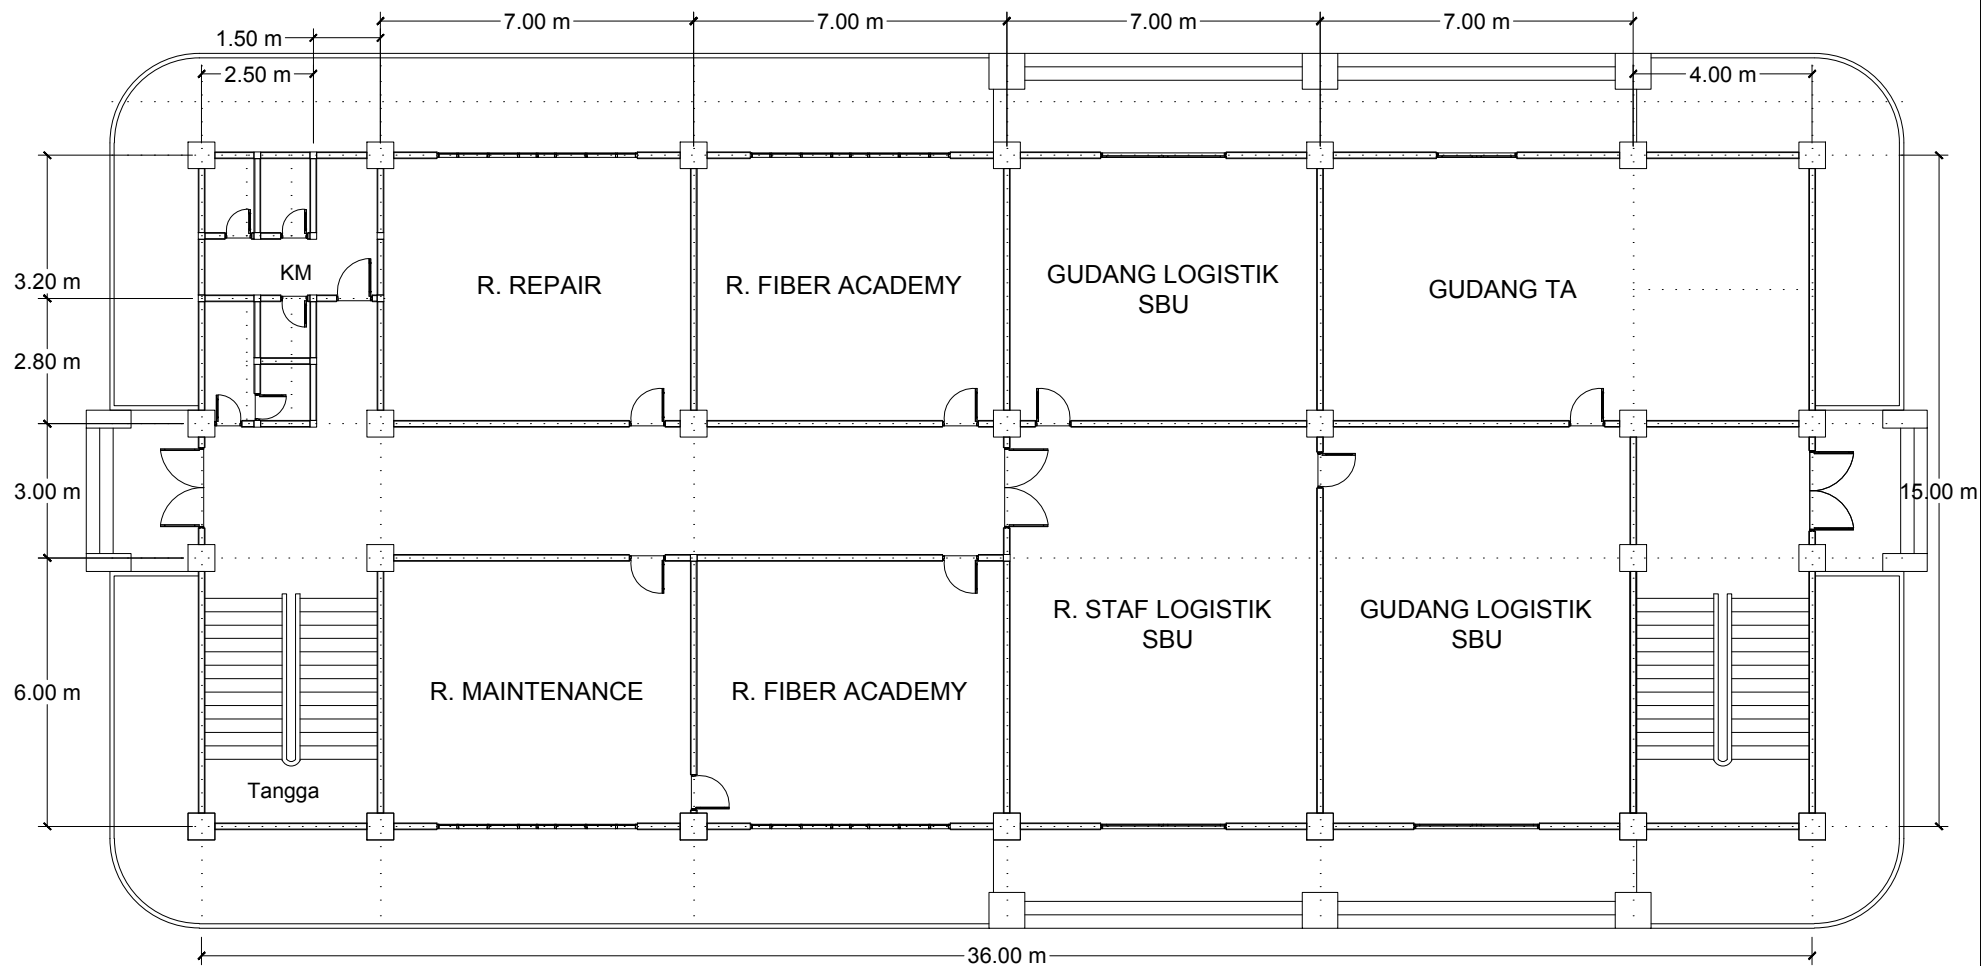 7.00 m
7.00 m
7.00 m
7.00 m
1.50 m
2.50 m
4.00 m
3.20 m
KM
R. REPAIR
R. FIBER ACADEMY
GUDANG LOGISTIK
SBU
GUDANG TA
2.80 m
3.00 m
15.00 m
6.00 m
R. MAINTENANCE
R. FIBER ACADEMY
R. STAF LOGISTIK
SBU
GUDANG LOGISTIK
SBU
Tangga
36.00 m